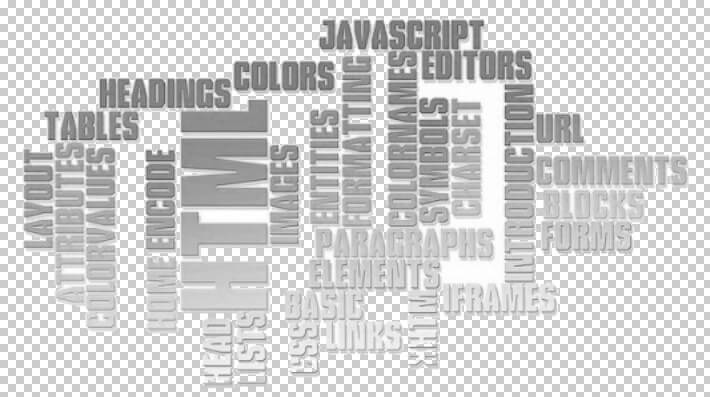 JAVASCRIPT
EDITORS
COLORS
HEADINGS
TABLES
LAYOUT
ATTRIBUTES
COLORVALUES
HOME
ENCODE
HTML
IMAGES
ENTITIES
FORMATTING
COLORNAMES
SYMBOLS
CHARSET
INTRODUCTION
URL
COMMENTS
BLOCKS
FORMS
PARAGRAPHS
ELEMENTS
IFRAMES
BASIC
LINKS
HEAD
LISTS
CSS
XHTML